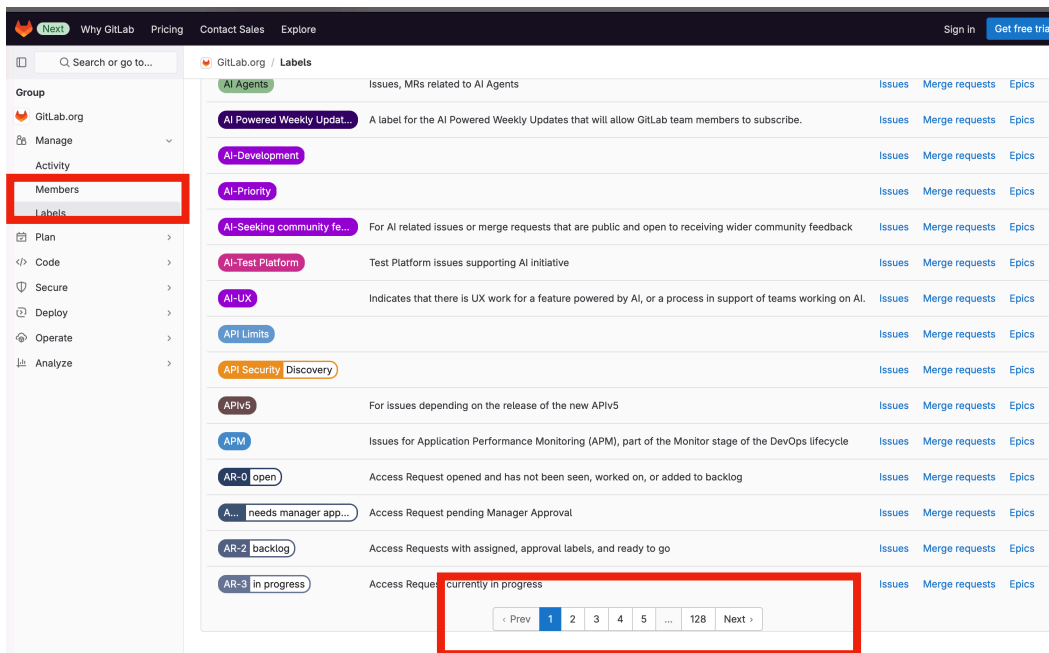 Next Why GitLab Pricing Contact Sales Explore Sign in Get free tria
Search or go to...
GitLab.org / Labels
Group
GitLab.org
Manage
Activity
Members
Labels
Plan
Code
Secure
Deploy
Operate
Analyze
AI Agents Issues, MRs related to AI Agents Issues Merge requests Epics
AI Powered Weekly Updat... A label for the AI Powered Weekly Updates that will allow GitLab team members to subscribe. Issues Merge requests Epics
AI-Development Issues Merge requests Epics
AI-Priority Issues Merge requests Epics
AI-Seeking community fe... For AI related issues or merge requests that are public and open to receiving wider community feedback Issues Merge requests Epics
AI-Test Platform Test Platform issues supporting AI initiative Issues Merge requests Epics
AI-UX Indicates that there is UX work for a feature powered by AI, or a process in support of teams working on AI. Issues Merge requests Epics
API Limits Issues Merge requests Epics
API Security Discovery Issues Merge requests Epics
APIv5 For issues depending on the release of the new APIv5 Issues Merge requests Epics
APM Issues for Application Performance Monitoring (APM), part of the Monitor stage of the DevOps lifecycle Issues Merge requests Epics
AR-0 open Access Request opened and has not been seen, worked on, or added to backlog Issues Merge requests Epics
A... needs manager app... Access Request pending Manager Approval Issues Merge requests Epics
AR-2 backlog Access Requests with assigned, approval labels, and ready to go Issues Merge requests Epics
AR-3 in progress Access Request currently in progress Issues Merge requests Epics
‹ Prev 1 2 3 4 5 ... 128 Next ›